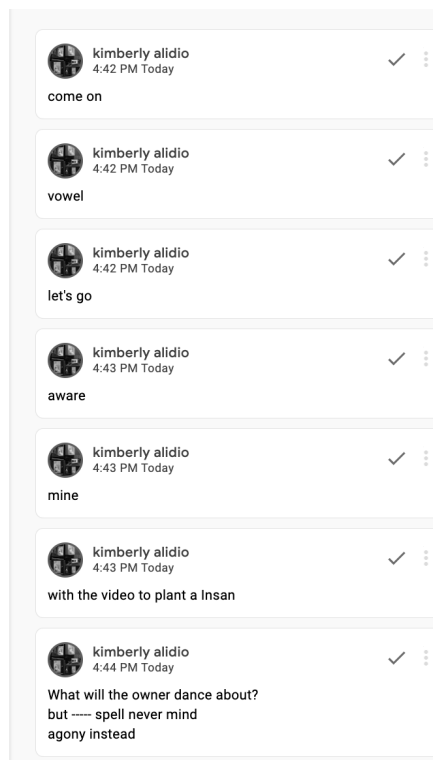 kimberly alidio
4:42 PM Today
come on
kimberly alidio
4:42 PM Today
vowel
kimberly alidio
4:42 PM Today
let's go
kimberly alidio
4:43 PM Today
aware
kimberly alidio
4:43 PM Today
mine
kimberly alidio
4:43 PM Today
with the video to plant a Insan
kimberly alidio
4:44 PM Today
What will the owner dance about?
but ----- spell never mind
agony instead